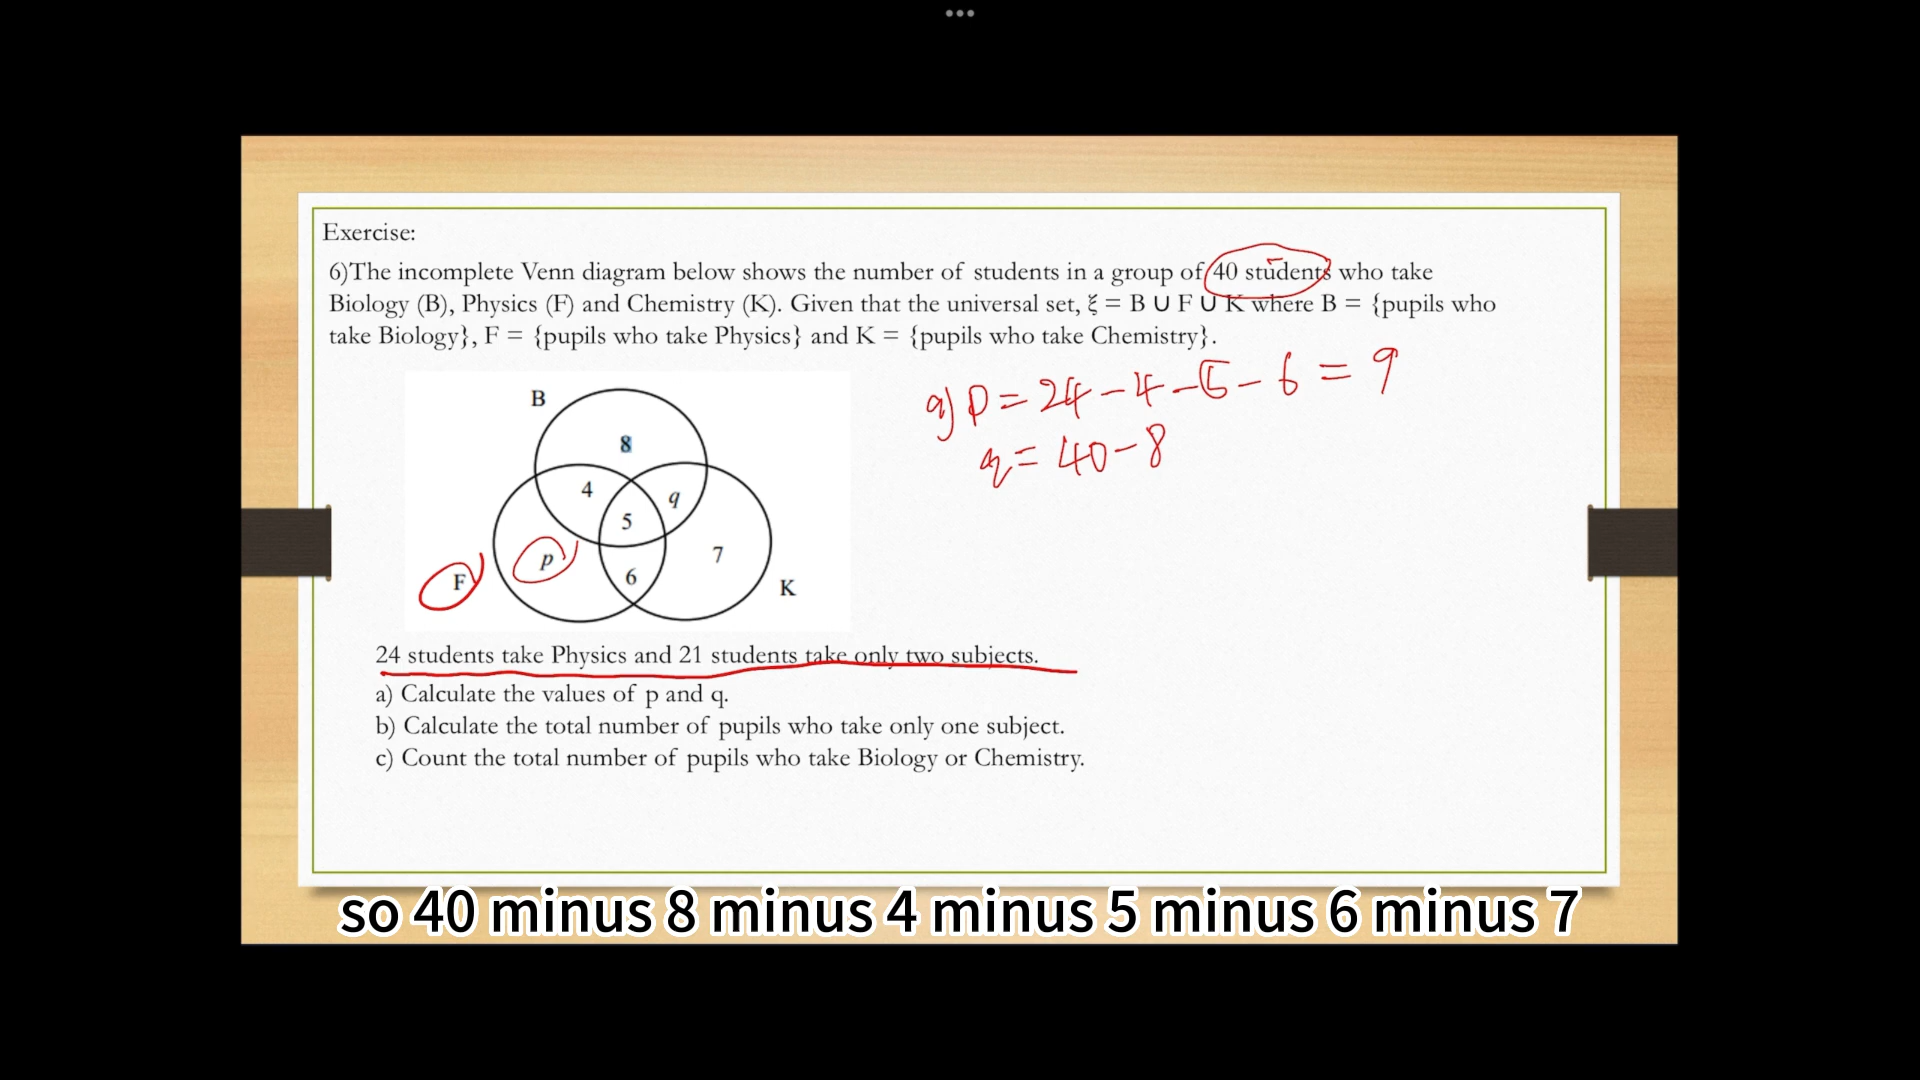 Exercise:
6)The incomplete Venn diagram below shows the number of students in a group of 40 students who take
Biology (B), Physics (F) and Chemistry (K). Given that the universal set, ξ = B ∪ F ∪ K where B = {pupils who
take Biology}, F = {pupils who take Physics} and K = {pupils who take Chemistry}.
a) p = 24 - 4 - 5 - 6 = 9
q = 40 - 8
B
8
4
q
5
p
7
F
6
K
24 students take Physics and 21 students take only two subjects.
a) Calculate the values of p and q.
b) Calculate the total number of pupils who take only one subject.
c) Count the total number of pupils who take Biology or Chemistry.
so 40 minus 8 minus 4 minus 5 minus 6 minus 7